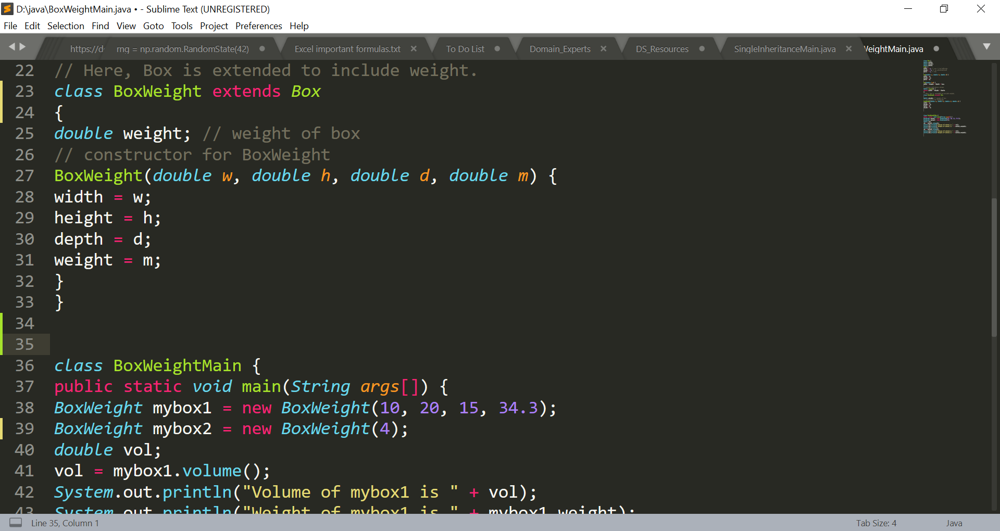 D:\java\BoxWeightMain.java • - Sublime Text (UNREGISTERED)
File Edit Selection Find View Goto Tools Project Preferences Help
https://d rng = np.random.RandomState(42) Excel important formulas.txt To Do List Domain_Experts DS_Resources SingleInheritanceMain.java WeightMain.java
22 // Here, Box is extended to include weight.
23 class BoxWeight extends Box
24 {
25 double weight; // weight of box
26 // constructor for BoxWeight
27 BoxWeight(double w, double h, double d, double m) {
28 width = w;
29 height = h;
30 depth = d;
31 weight = m;
32 }
33 }
34
35
36 class BoxWeightMain {
37 public static void main(String args[]) {
38 BoxWeight mybox1 = new BoxWeight(10, 20, 15, 34.3);
39 BoxWeight mybox2 = new BoxWeight(4);
40 double vol;
41 vol = mybox1.volume();
42 System.out.println("Volume of mybox1 is " + vol);
43 System.out.println("Weight of mybox1 is " + mybox1.weight);
Line 35, Column 1 Tab Size: 4 Java